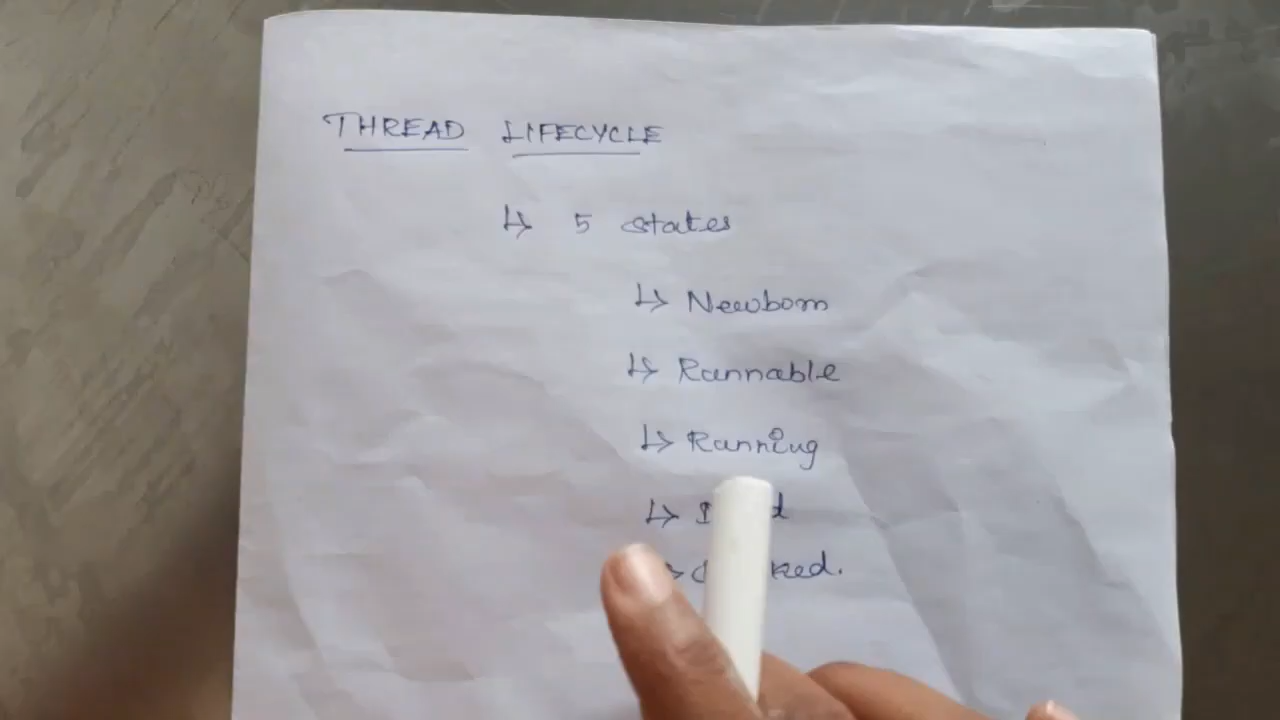 THREAD LIFECYCLE
↳ 5 states
↳ Newborn
↳ Runnable
↳ Running
↳